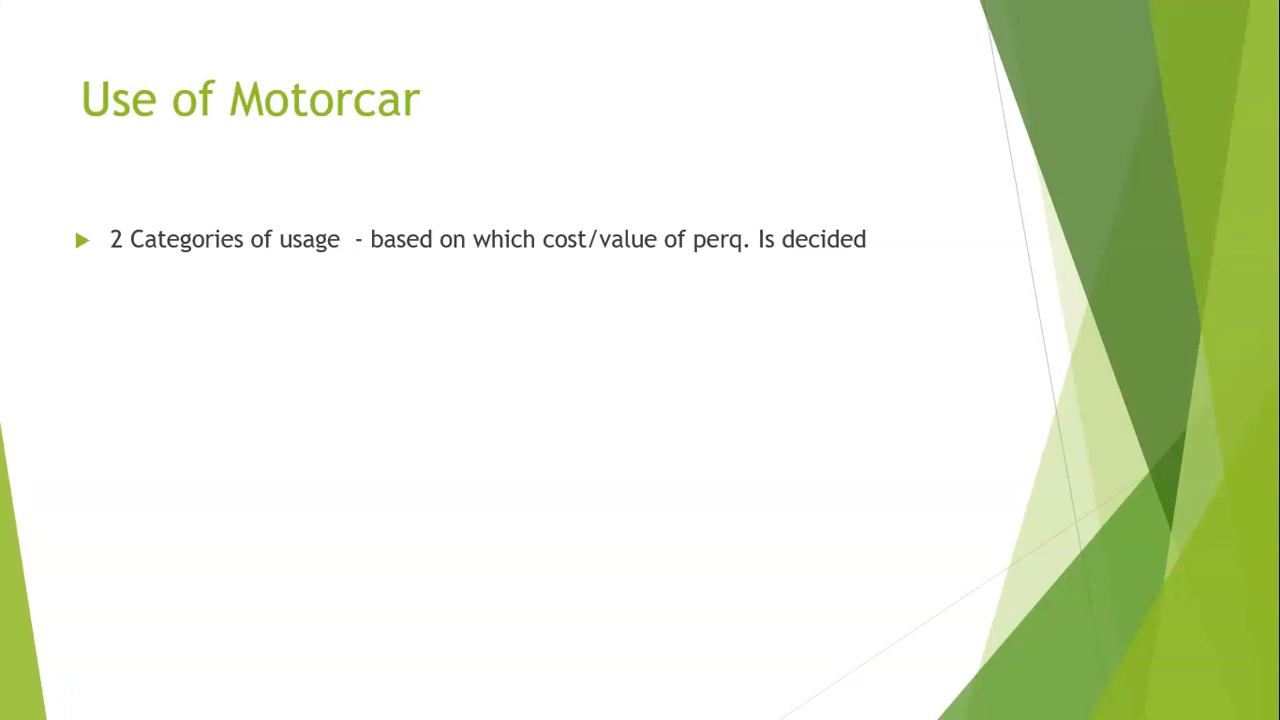 Use of Motorcar
2 Categories of usage - based on which cost/value of perq. Is decided